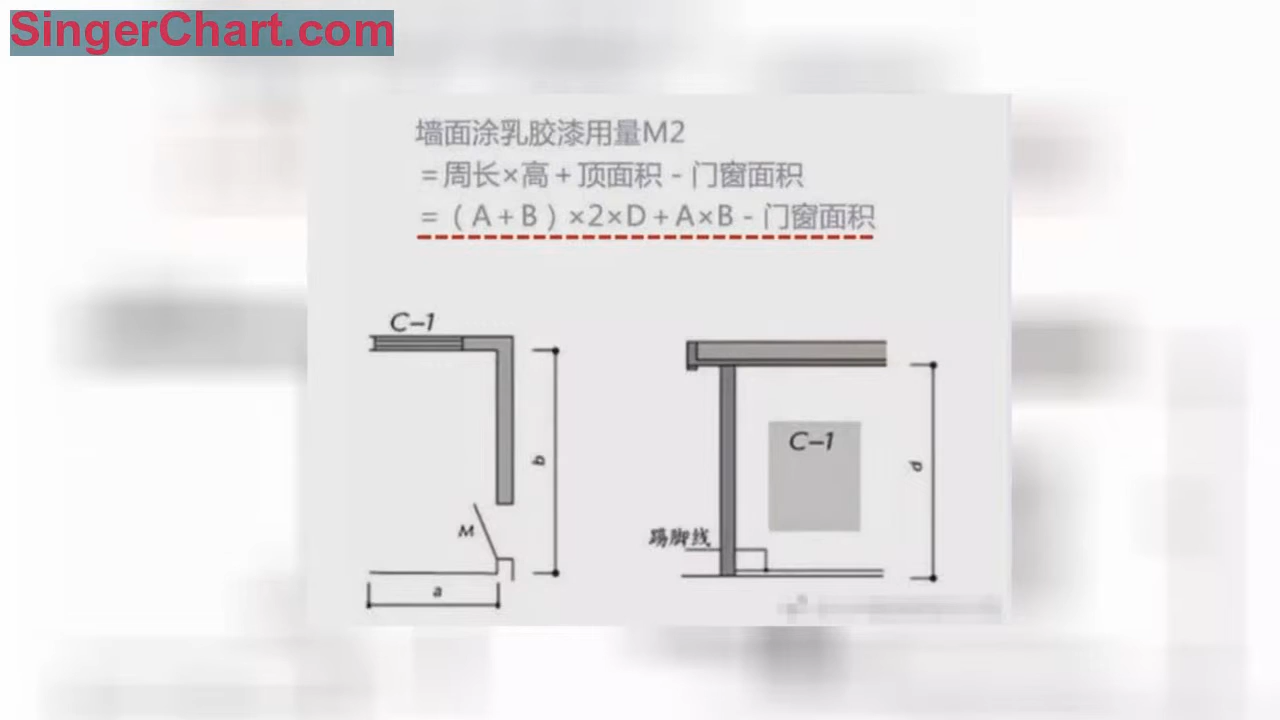 SingerChart.com
墙面涂乳胶漆用量M2
=周长×高+顶面积-门窗面积
=(A+B)×2×D+A×B-门窗面积
C-1
b
M
a
C-1
d
踢脚线